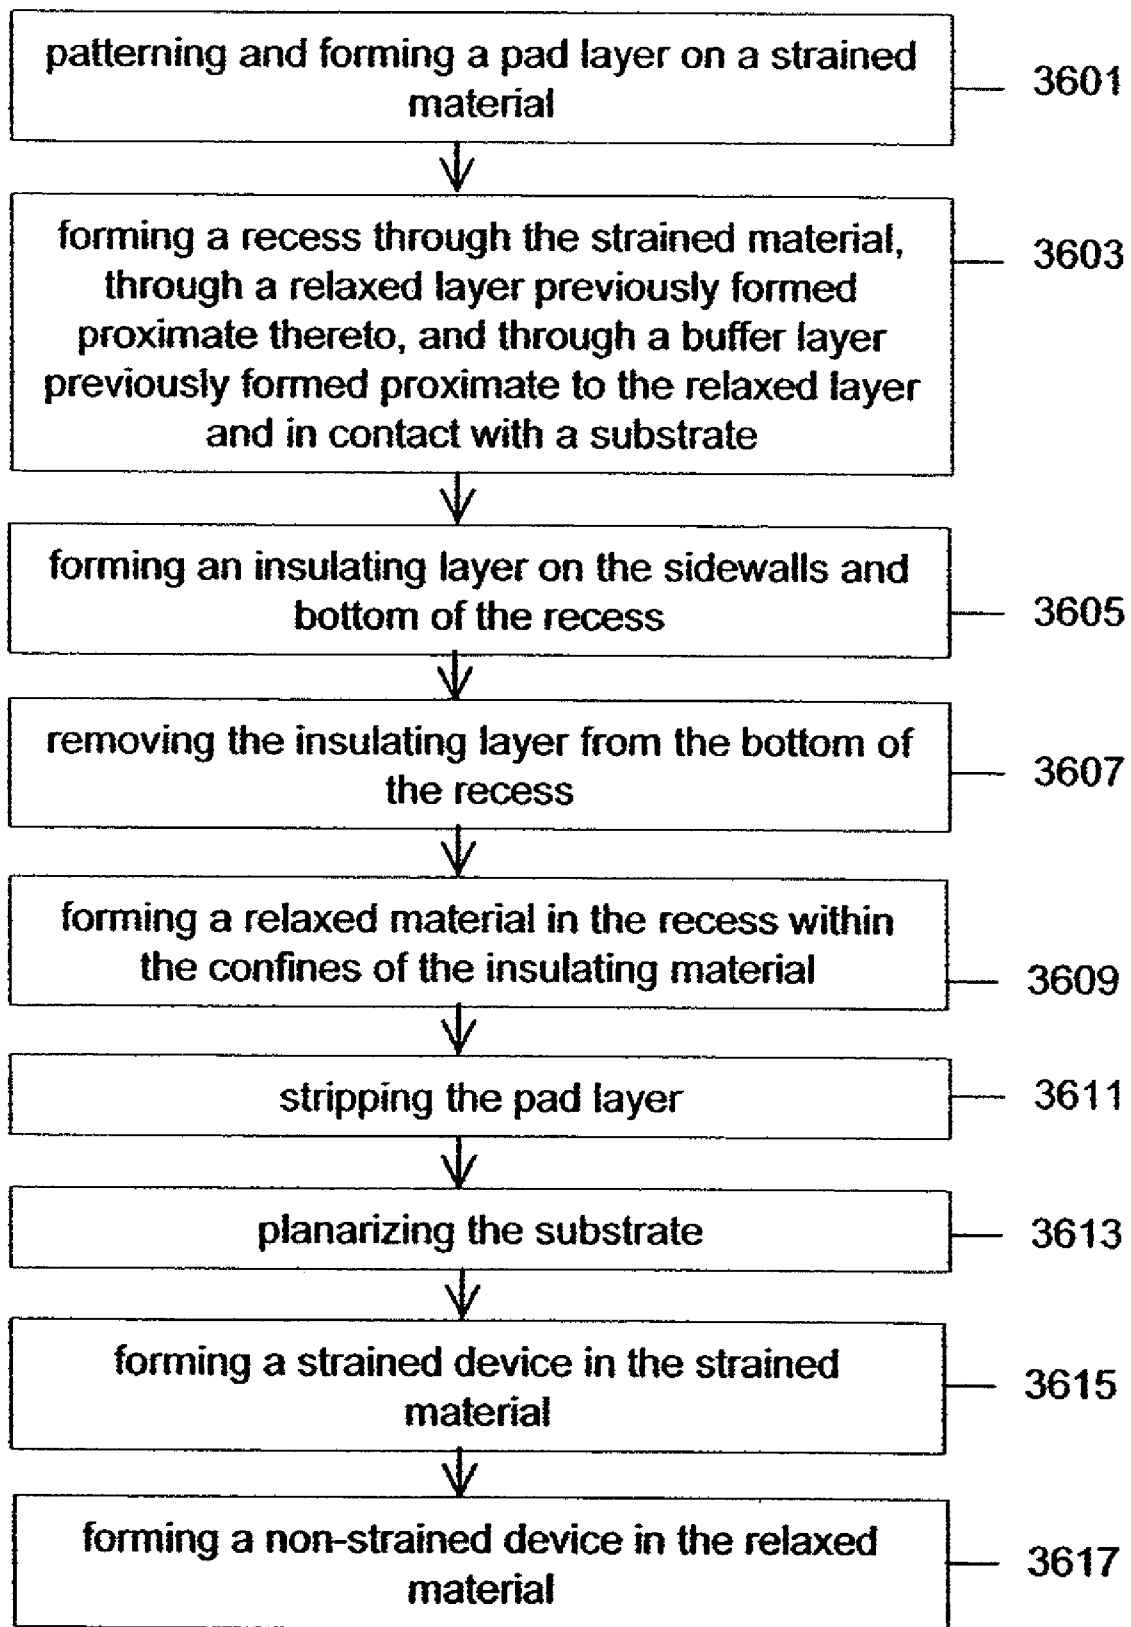 patterning and forming a pad layer on a strained
material
3601
forming a recess through the strained material,
through a relaxed layer previously formed
proximate thereto, and through a buffer layer
previously formed proximate to the relaxed layer
and in contact with a substrate
3603
forming an insulating layer on the sidewalls and
bottom of the recess
3605
removing the insulating layer from the bottom of
the recess
3607
forming a relaxed material in the recess within
the confines of the insulating material
3609
stripping the pad layer
3611
planarizing the substrate
3613
forming a strained device in the strained
material
3615
forming a non-strained device in the relaxed
material
3617